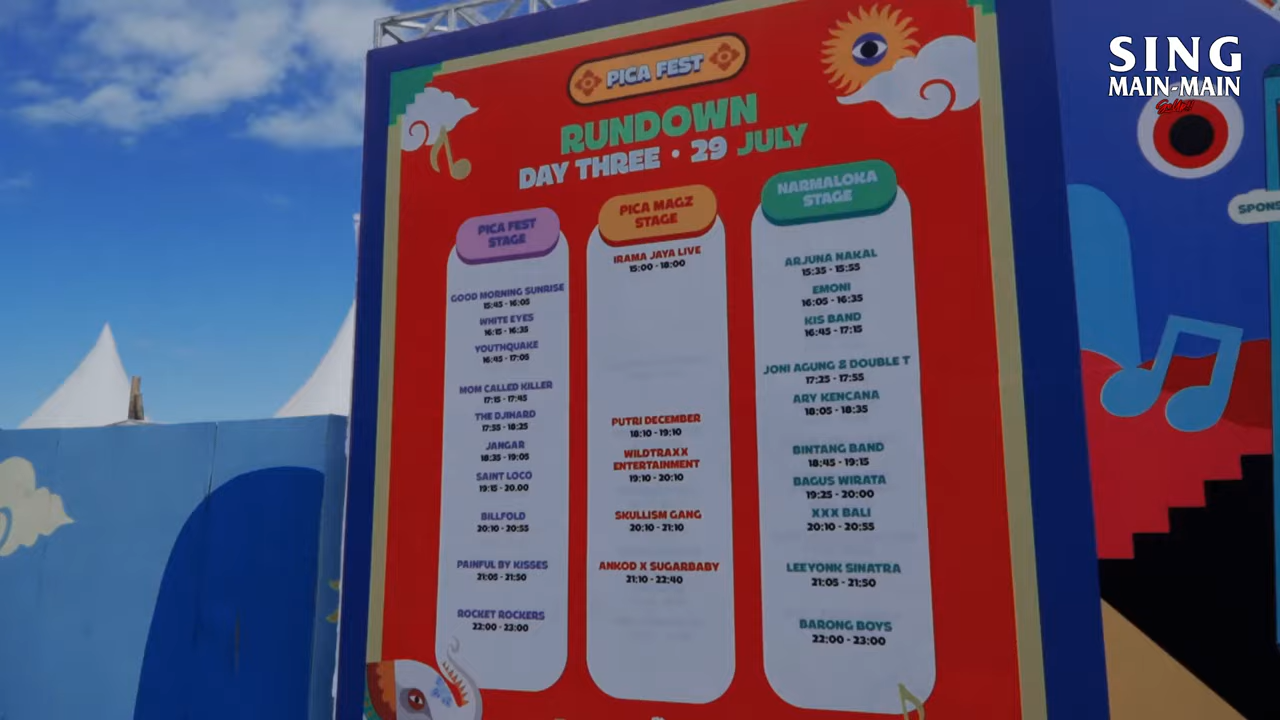 SING
MAIN-MAIN
PICA FEST
RUNDOWN
DAY THREE • 29 JULY
PICA FEST
STAGE
GOOD MORNING SUNRISE
15:45 - 16:05
WHITE EYES
16:15 - 16:35
YOUTHQUAKE
16:45 - 17:05
MOM CALLED KILLER
17:15 - 17:45
THE DJIHARD
17:55 - 18:25
JANGAR
18:35 - 19:05
SAINT LOCO
19:15 - 20.00
BILLFOLD
20:10 - 20:55
PAINFUL BY KISSES
21:05 - 21:50
ROCKET ROCKERS
22:00 - 23:00
PICA MAGZ
STAGE
IRAMA JAYA LIVE
15:00 - 18:00
PUTRI DECEMBER
18:10 - 19:10
WILDTRAXX
ENTERTAINMENT
19:10 - 20:10
SKULLISM GANG
20:10 - 21:10
ANKOD X SUGARBABY
21:10 - 22:40
NARMALOKA
STAGE
ARJUNA NAKAL
15:35 - 15:55
EMONI
16:05 - 16:35
KIS BAND
16:45 - 17:15
JONI AGUNG & DOUBLE T
17:25 - 17:55
ARY KENCANA
18:05 - 18:35
BINTANG BAND
18:45 - 19:15
BAGUS WIRATA
19:25 - 20:00
XXX BALI
20:10 - 20:55
LEEYONK SINATRA
21:05 - 21:50
BARONG BOYS
22:00 - 23:00
SPONS